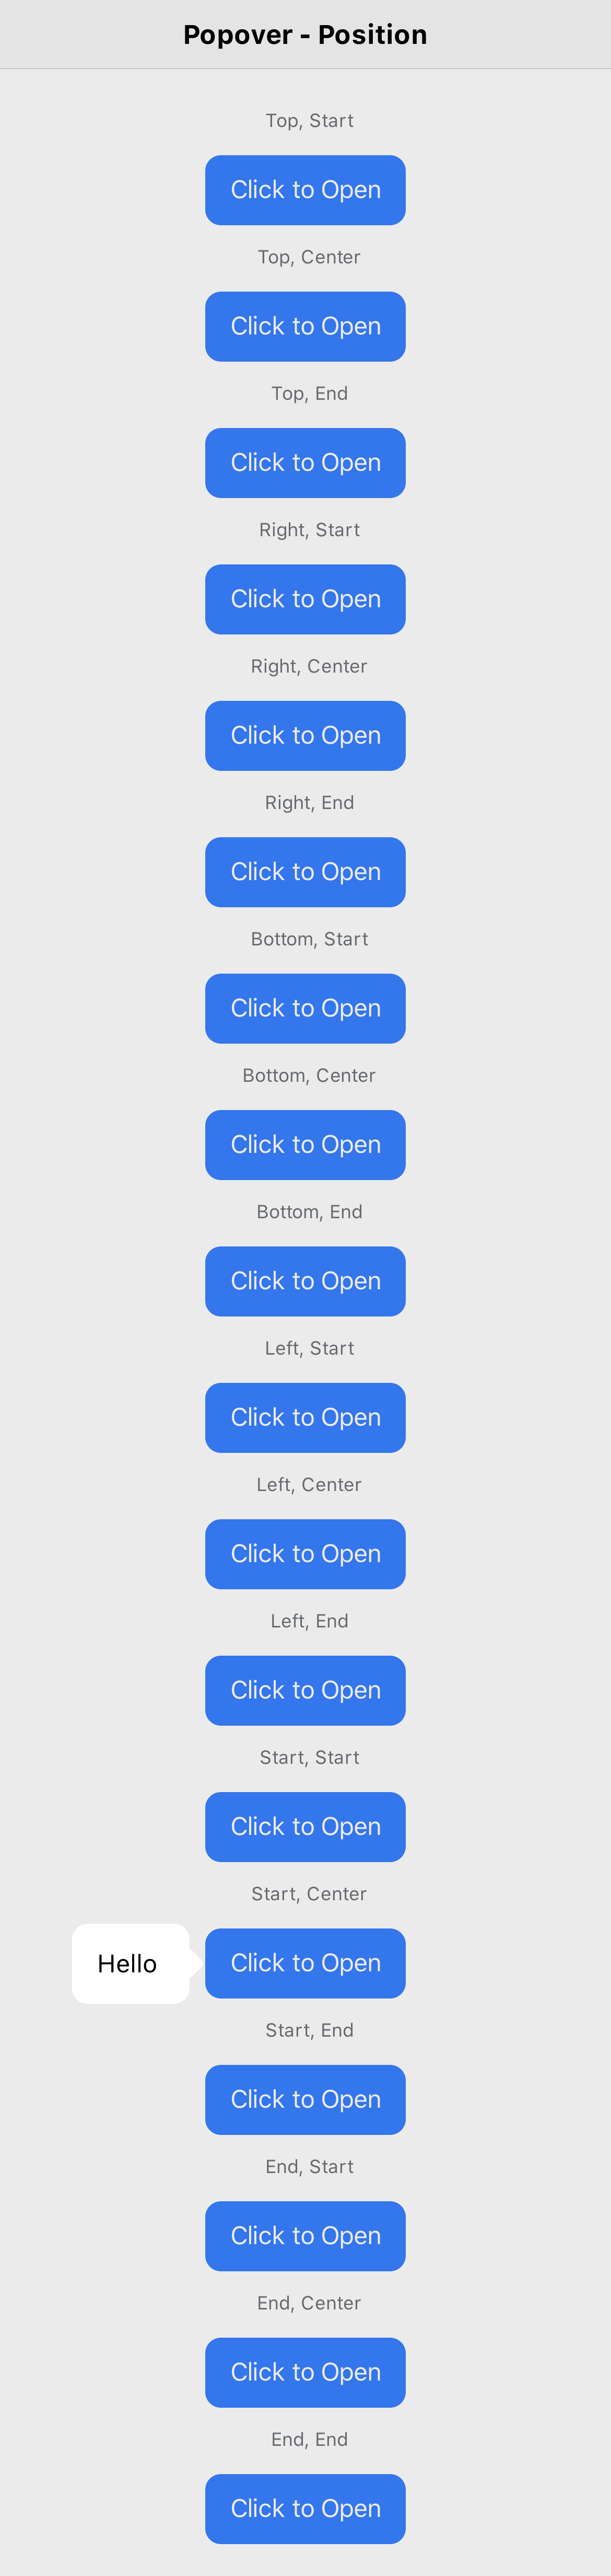 Popover - Position
Top, Start
Click to Open
Top, Center
Click to Open
Top, End
Click to Open
Right, Start
Click to Open
Right, Center
Click to Open
Right, End
Click to Open
Bottom, Start
Click to Open
Bottom, Center
Click to Open
Bottom, End
Click to Open
Left, Start
Click to Open
Left, Center
Click to Open
Left, End
Click to Open
Start, Start
Click to Open
Start, Center
Hello
Click to Open
Start, End
Click to Open
End, Start
Click to Open
End, Center
Click to Open
End, End
Click to Open